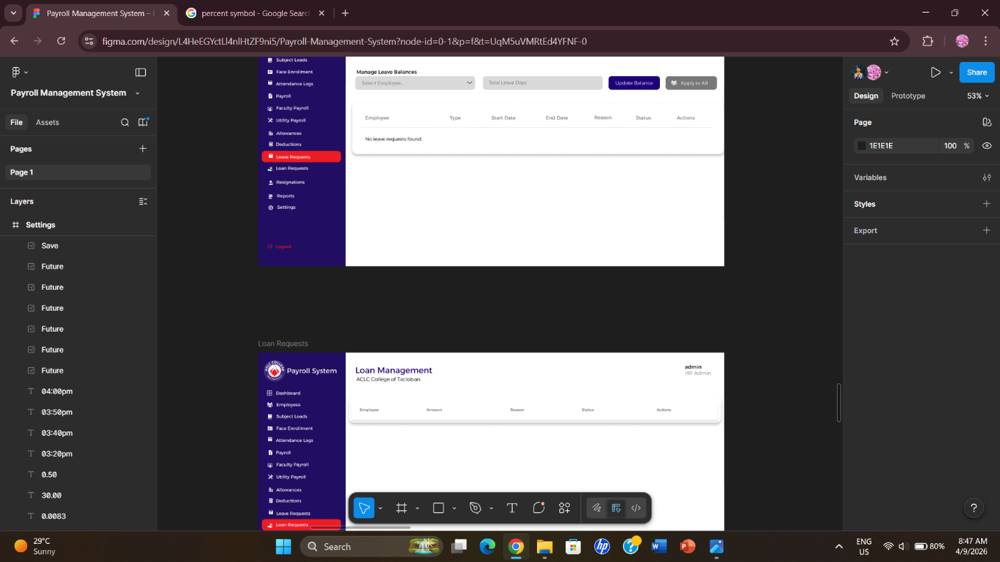 Payroll Management System – F
percent symbol - Google Search
figma.com/design/L4HeEGYctLl4nlHtZF9ni5/Payroll-Management-System?node-id=0-1&p=f&t=UqM5uVMRtEd4YFNF-0
Payroll Management System
File
Assets
Pages
Page 1
Layers
Settings
Save
Future
Future
Future
Future
Future
Future
04:00pm
03:50pm
03:40pm
03:20pm
0.50
30.00
0.0083
Subject Loads
Face Enrollment
Attendance Logs
Payroll
Faculty Payroll
Utility Payroll
Allowances
Deductions
Leave Requests
Loan Requests
Resignations
Reports
Settings
Logout
Manage Leave Balances
Select Employee..
Total Leave Days
Update Balance
Apply to All
Employee Type Start Date End Date Reason Status Actions
No leave requests found.
Loan Requests
Payroll System
Dashboard
Employees
Subject Loads
Face Enrollment
Attendance Logs
Payroll
Faculty Payroll
Utility Payroll
Allowances
Deductions
Leave Requests
Loan Requests
Loan Management
ACLC College of Tacloban
admin
HR Admin
Employee Amount Reason Status Actions
Share
Design
Prototype
53%
Page
1E1E1E
100 %
Variables
Styles
Export
?
29°C
Sunny
Search
ENG
US
80%
8:47 AM
4/9/2026